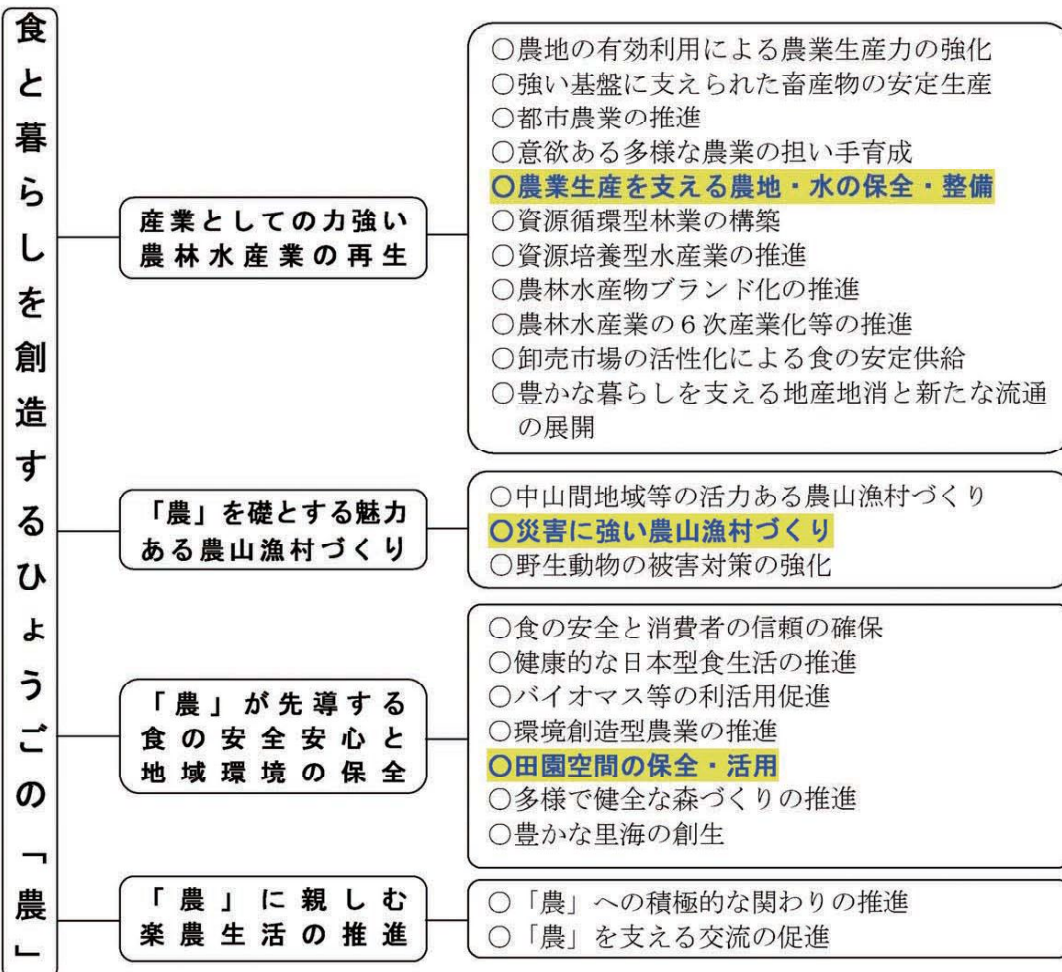 食と暮らしを創造するひょうごの「農」
産業としての力強い
農林水産業の再生
○農地の有効利用による農業生産力の強化
○強い基盤に支えられた畜産物の安定生産
○都市農業の推進
○意欲ある多様な農業の担い手育成
○農業生産を支える農地・水の保全・整備
○資源循環型林業の構築
○資源培養型水産業の推進
○農林水産物ブランド化の推進
○農林水産業の6次産業化等の推進
○卸売市場の活性化による食の安定供給
○豊かな暮らしを支える地産地消と新たな流通
の展開
「農」を礎とする魅力
ある農山漁村づくり
○中山間地域等の活力ある農山漁村づくり
○災害に強い農山漁村づくり
○野生動物の被害対策の強化
「農」が先導する
食の安全安心と
地域環境の保全
○食の安全と消費者の信頼の確保
○健康的な日本型食生活の推進
○バイオマス等の利活用促進
○環境創造型農業の推進
○田園空間の保全・活用
○多様で健全な森づくりの推進
○豊かな里海の創生
「農」に親しむ
楽農生活の推進
○「農」への積極的な関わりの推進
○「農」を支える交流の促進